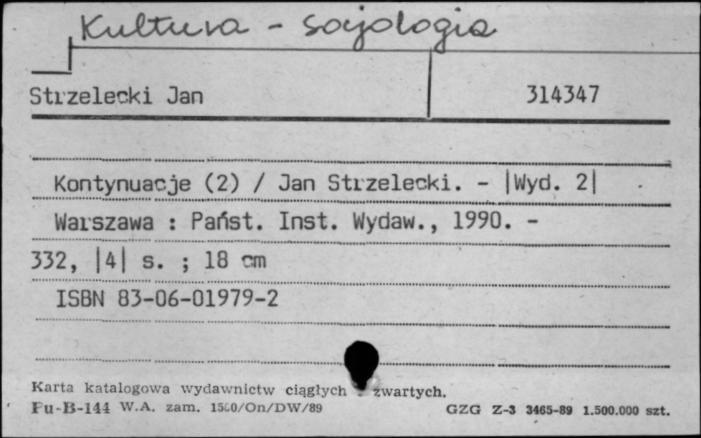 Kultura - socjologia
Strzelecki Jan 314347
Kontynuacje (2) / Jan Strzelecki. - |Wyd. 2|
Warszawa : Państ. Inst. Wydaw., 1990. -
332, |4| s. ; 18 cm
ISBN 83-06-01979-2
Karta katalogowa wydawnictw ciągłych - zwartych.
Pu-B-144 W.A. zam. 1560/On/DW/89 GZG Z-3 3465-89 1.500.000 szt.